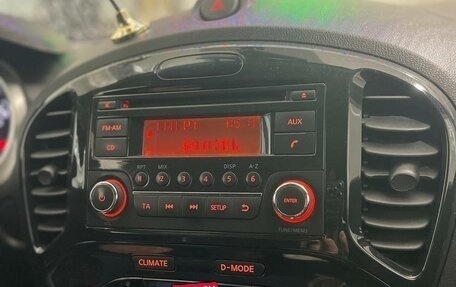 FM·AM
AUX
CD
RPT MIX DISP A-Z
1 2 3 4 5 6
TA SETUP ENTER
TUNE/MENU
CLIMATE D-MODE